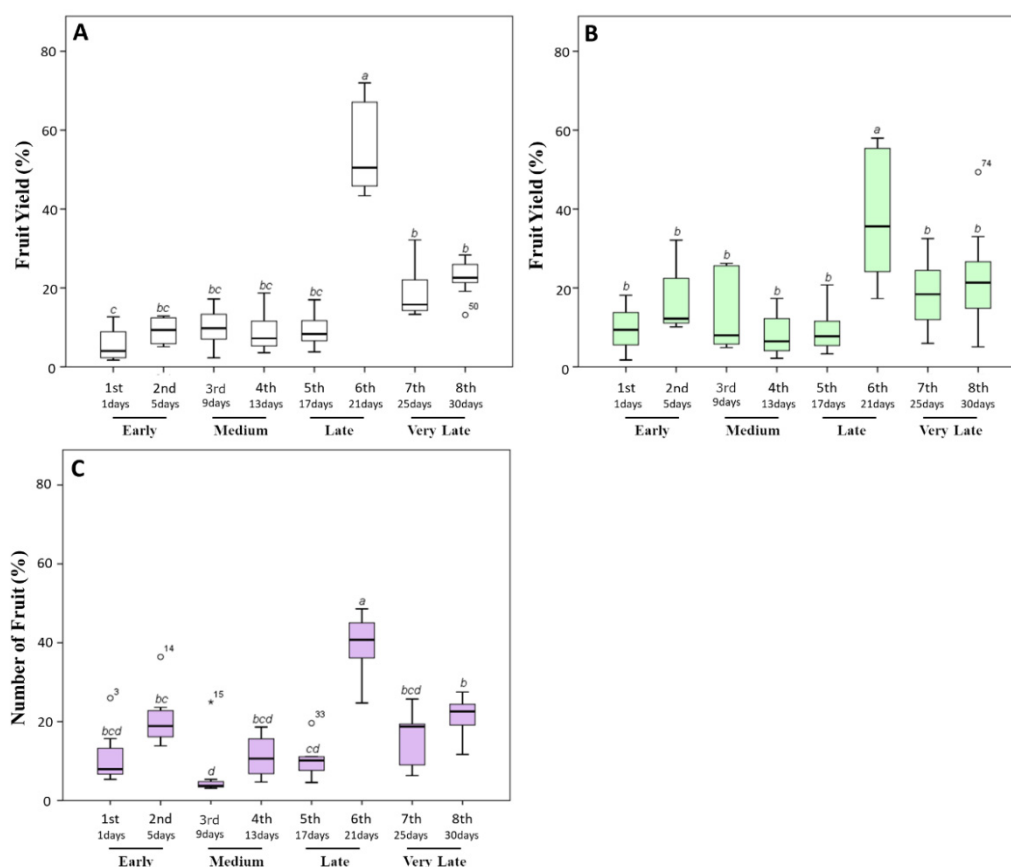 A
Fruit Yield (%)
80
60
40
20
0
c
bc
bc
bc
bc
a
b
b
50
1st 2nd 3rd 4th 5th 6th 7th 8th
1days 5days 9days 13days 17days 21days 25days 30days
Early Medium Late Very Late
B
Fruit Yield (%)
80
60
40
20
0
b
b
b
b
b
a
b
b
74
1st 2nd 3rd 4th 5th 6th 7th 8th
1days 5days 9days 13days 17days 21days 25days 30days
Early Medium Late Very Late
C
Number of Fruit (%)
80
60
40
20
0
3
bcd
14
bc
15
d
bcd
33
cd
a
bcd
b
1st 2nd 3rd 4th 5th 6th 7th 8th
1days 5days 9days 13days 17days 21days 25days 30days
Early Medium Late Very Late